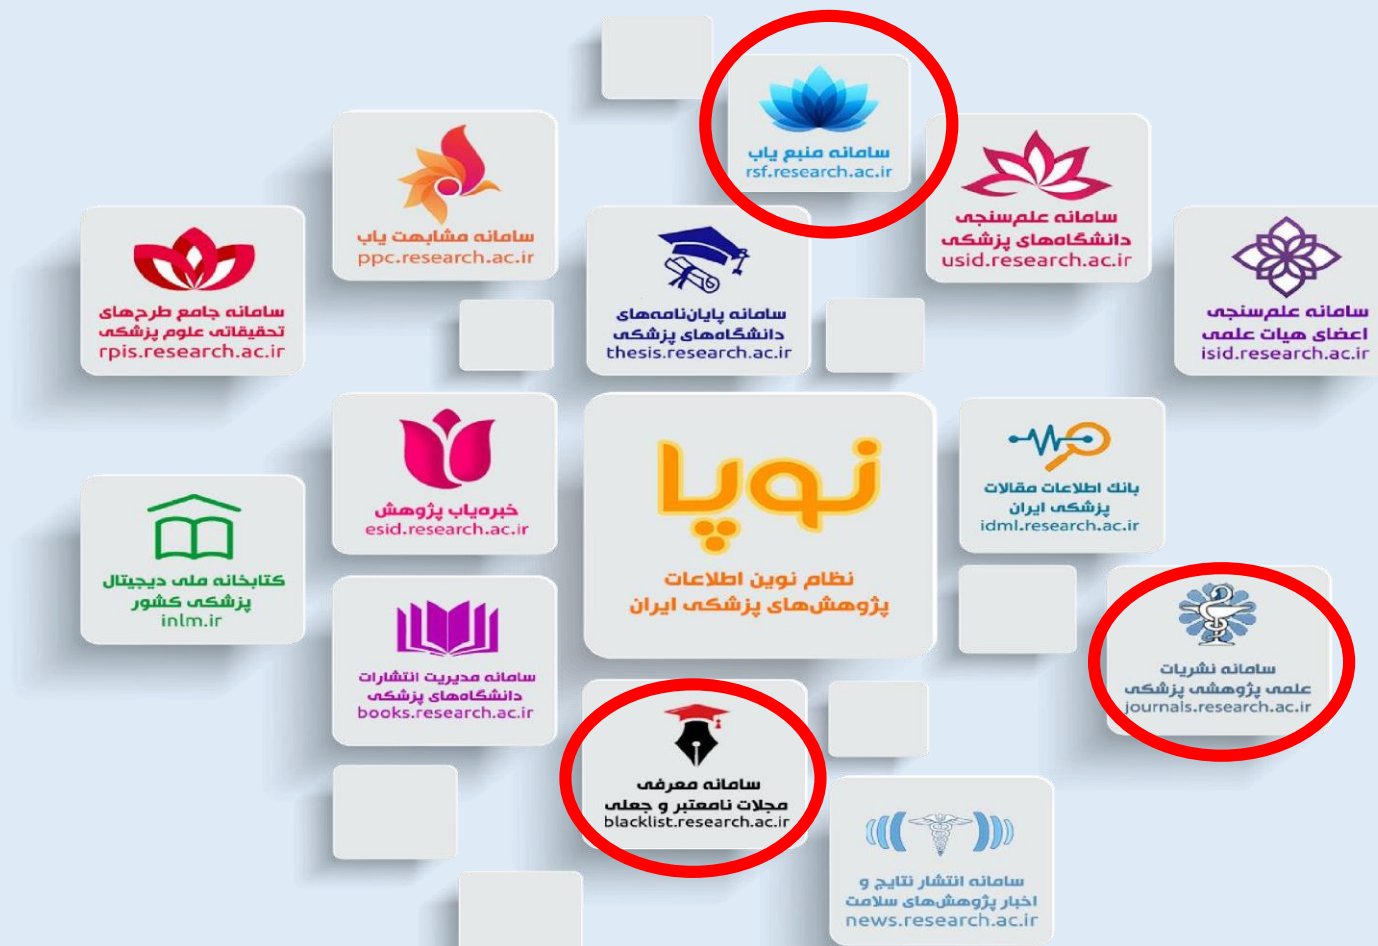 سامانه منبع یاب
rsf.research.ac.ir
سامانه علم‌سنجی
دانشگاه‌های پزشکی
usid.research.ac.ir
سامانه مشابهت یاب
ppc.research.ac.ir
سامانه علم‌سنجی
اعضای هیات علمی
isid.research.ac.ir
سامانه پایان‌نامه‌های
دانشگاه‌های پزشکی
thesis.research.ac.ir
سامانه جامع طرح‌های
تحقیقاتی علوم پزشکی
rpis.research.ac.ir
بانک اطلاعات مقالات
پزشکی ایران
idml.research.ac.ir
نوپا
نظام نوین اطلاعات
پژوهش‌های پزشکی ایران
خبره‌یاب پژوهش
esid.research.ac.ir
کتابخانه ملی دیجیتال
پزشکی کشور
inlm.ir
سامانه نشریات
علمی پژوهشی پزشکی
journals.research.ac.ir
سامانه مدیریت انتشارات
دانشگاه‌های پزشکی
books.research.ac.ir
سامانه معرفی
مجلات نامعتبر و جعلی
blacklist.research.ac.ir
سامانه انتشار نتایج و
اخبار پژوهش‌های سلامت
news.research.ac.ir